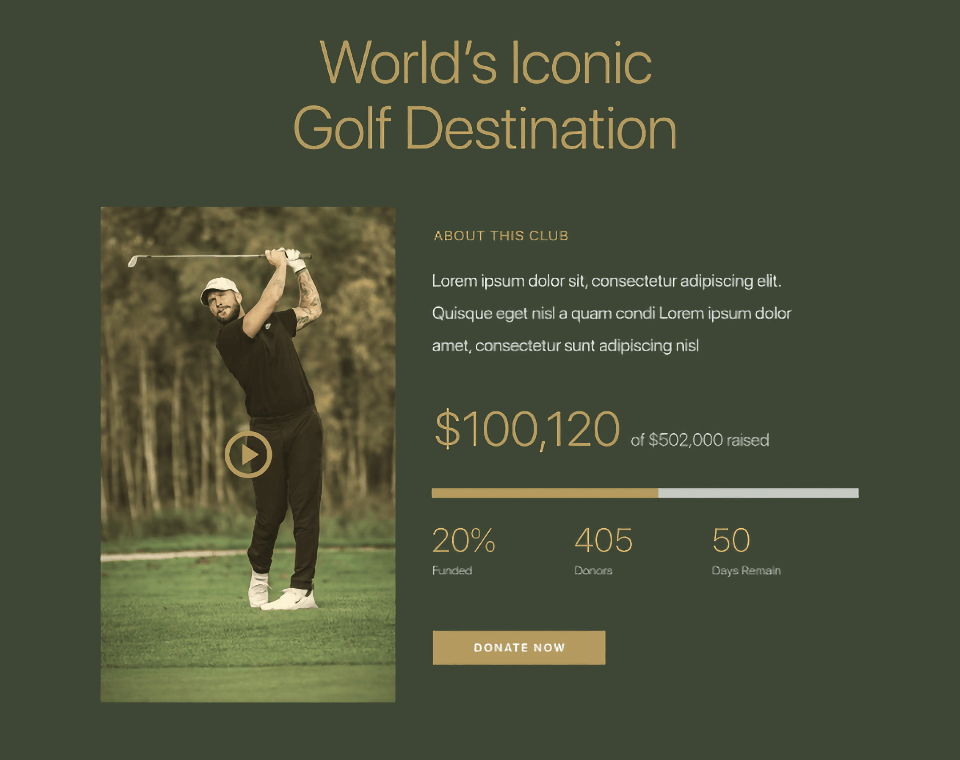 World's Iconic
Golf Destination
ABOUT THIS CLUB
Lorem ipsum dolor sit, consectetur adipiscing elit.
Quisque eget nisl a quam condi Lorem ipsum dolor
amet, consectetur sunt adipiscing nisl
$100,120 of $502,000 raised
20% 405 50
Funded Donors Days Remain
DONATE NOW